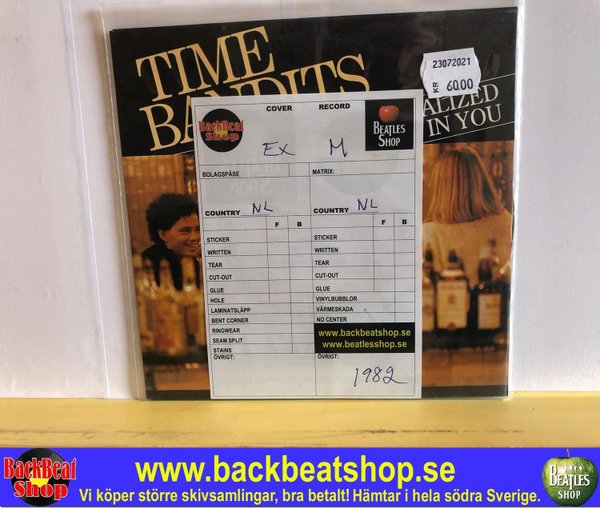 TIME
BANDITS
23072021
KR 60.00
ALIZED
IN YOU
COVER RECORD
BackBeat
Shop
BEATLES
SHOP
Ex M
BOLAGSPÅSE MATRIX:
COUNTRY NL COUNTRY NL
F B F B
STICKER STICKER
WRITTEN WRITTEN
TEAR TEAR
CUT-OUT CUT-OUT
GLUE GLUE
HOLE VINYLBUBBLOR
LAMINATSLÄPP VÄRMESKADA
BENT CORNER NO CENTER
RINGWEAR
SEAM SPLIT
STAINS
www.backbeatshop.se
www.beatlesshop.se
ÖVRIGT: ÖVRIGT:
1982
BackBeat
Shop
www.backbeatshop.se
Vi köper större skivsamlingar, bra betalt! Hämtar i hela södra Sverige.
BEATLES
SHOP